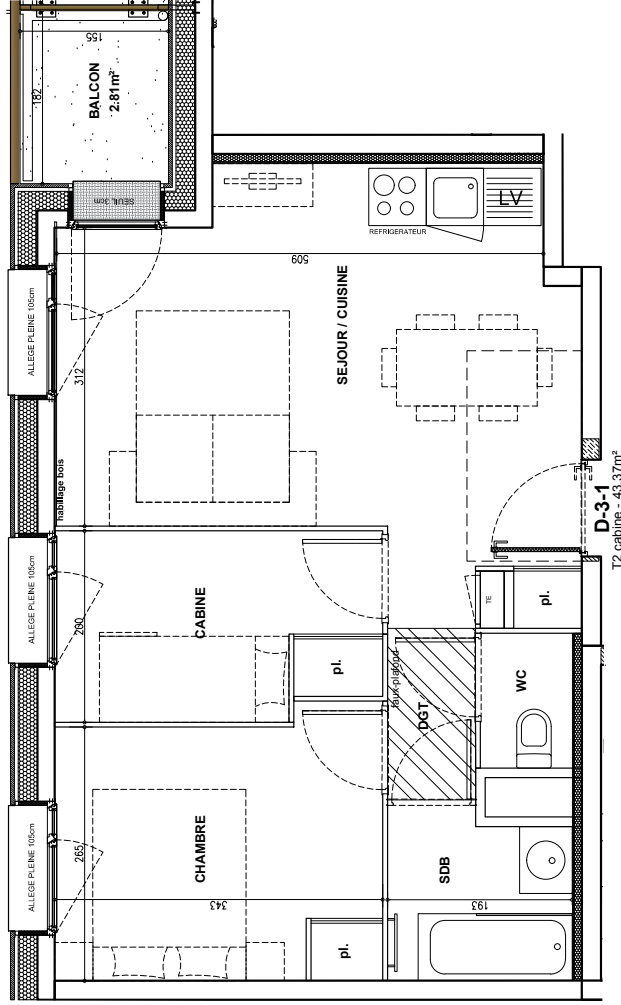 155
182
BALCON
2.81m²
SEUIL 3cm
ALLEGE PLEINE 105cm
REFRIGERATEUR
LV
509
SEJOUR / CUISINE
312
habillage bois
ALLEGE PLEINE 105cm
200
CABINE
pl.
TE
pl.
D-3-1
T2 cabine - 43.37m²
faux-plafond
DGT
WC
ALLEGE PLEINE 105cm
265
CHAMBRE
343
pl.
SDB
193